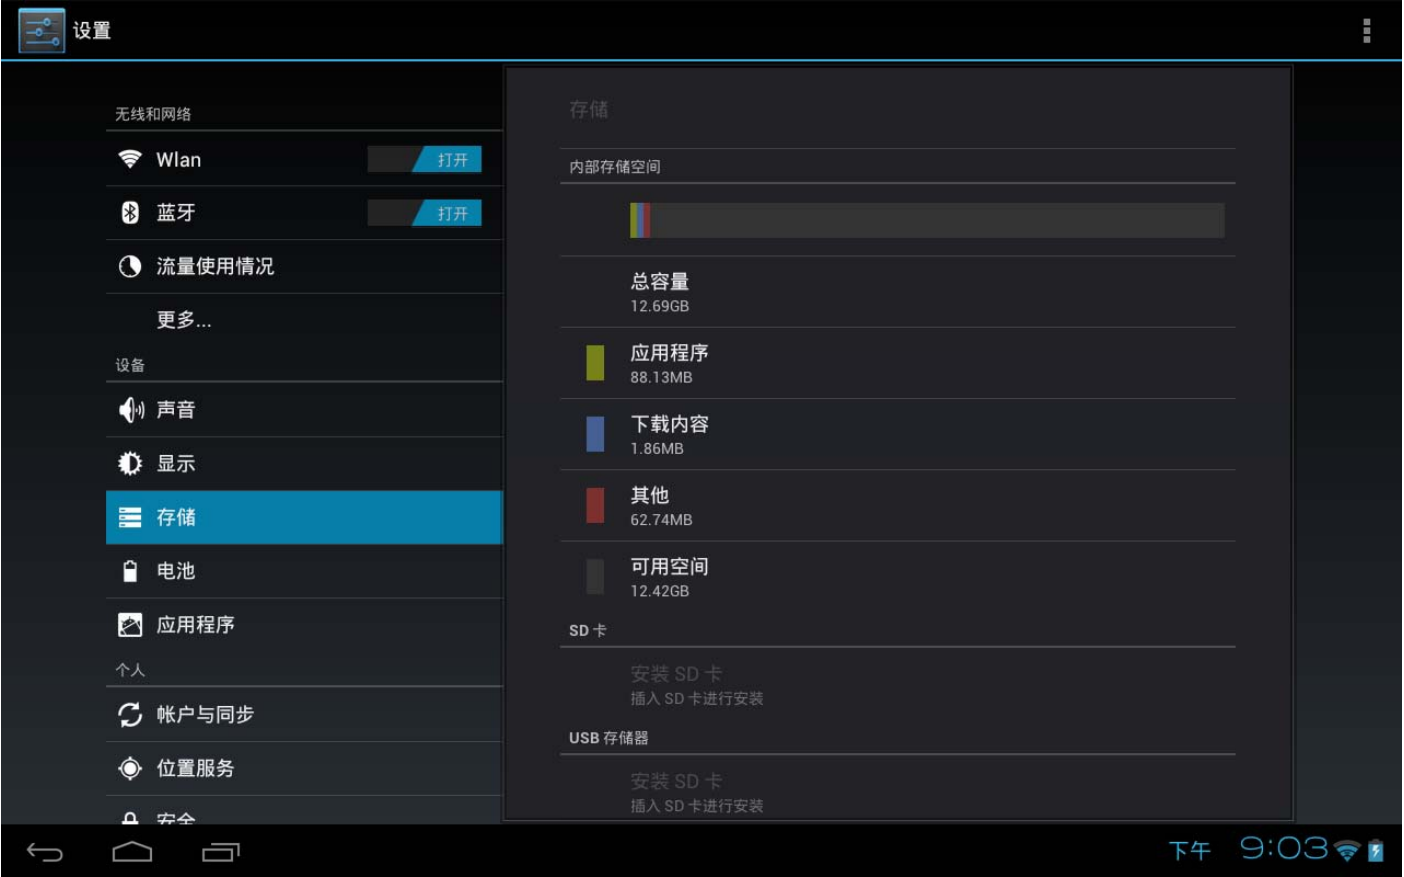 设置
无线和网络
Wlan
打开
蓝牙
打开
流量使用情况
更多...
设备
声音
显示
存储
电池
应用程序
个人
帐户与同步
位置服务
安全
存储
内部存储空间
总容量
12.69GB
应用程序
88.13MB
下载内容
1.86MB
其他
62.74MB
可用空间
12.42GB
SD 卡
安装 SD 卡
插入 SD 卡进行安装
USB 存储器
安装 SD 卡
插入 SD 卡进行安装
下午 9:03